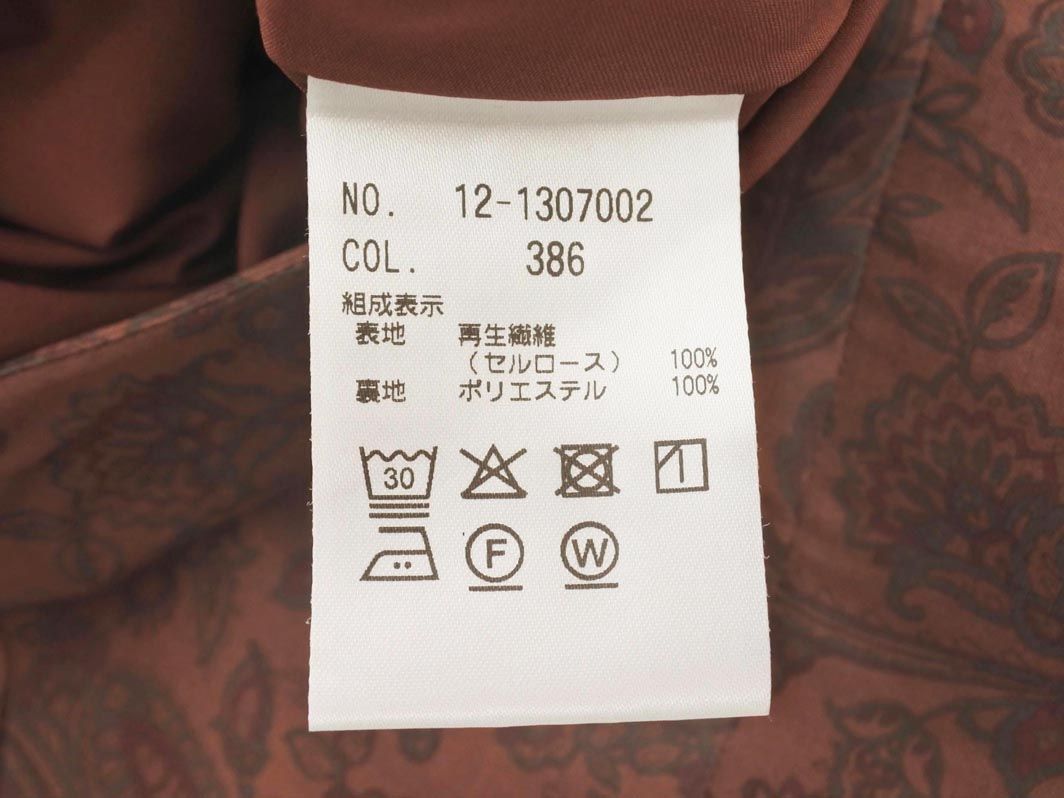 NO. 12-1307002
COL. 386
組成表示
表地 再生繊維
(セルロース) 100%
裏地 ポリエステル 100%
30
F W